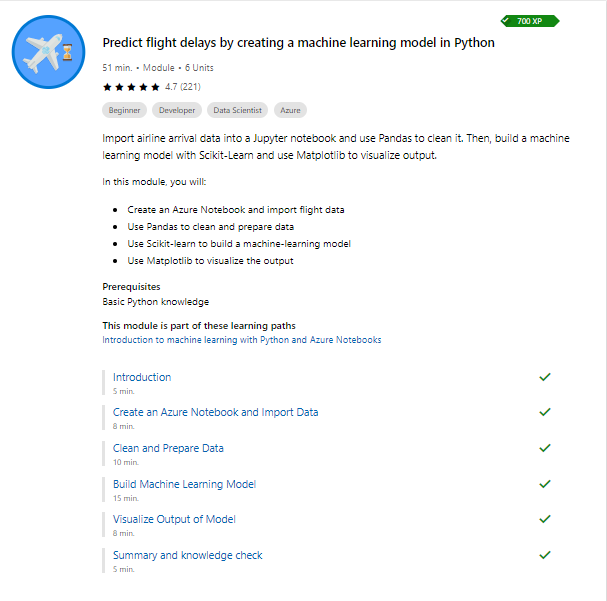 700 XP
Predict flight delays by creating a machine learning model in Python
51 min. • Module • 6 Units
4.7 (221)
Beginner Developer Data Scientist Azure
Import airline arrival data into a Jupyter notebook and use Pandas to clean it. Then, build a machine
learning model with Scikit-Learn and use Matplotlib to visualize output.
In this module, you will:
• Create an Azure Notebook and import flight data
• Use Pandas to clean and prepare data
• Use Scikit-learn to build a machine-learning model
• Use Matplotlib to visualize the output
Prerequisites
Basic Python knowledge
This module is part of these learning paths
Introduction to machine learning with Python and Azure Notebooks
Introduction
5 min.
Create an Azure Notebook and Import Data
8 min.
Clean and Prepare Data
10 min.
Build Machine Learning Model
15 min.
Visualize Output of Model
8 min.
Summary and knowledge check
5 min.